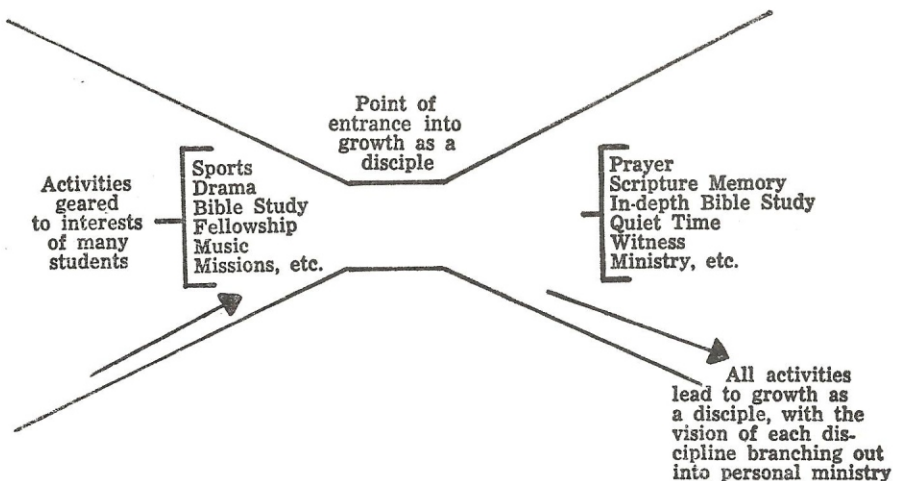 Point of
entrance into
growth as a
disciple
Activities
geared
to interests
of many
students
Sports
Drama
Bible Study
Fellowship
Music
Missions, etc.
Prayer
Scripture Memory
In-depth Bible Study
Quiet Time
Witness
Ministry, etc.
All activities
lead to growth as
a disciple, with the
vision of each dis-
cipline branching out
into personal ministry